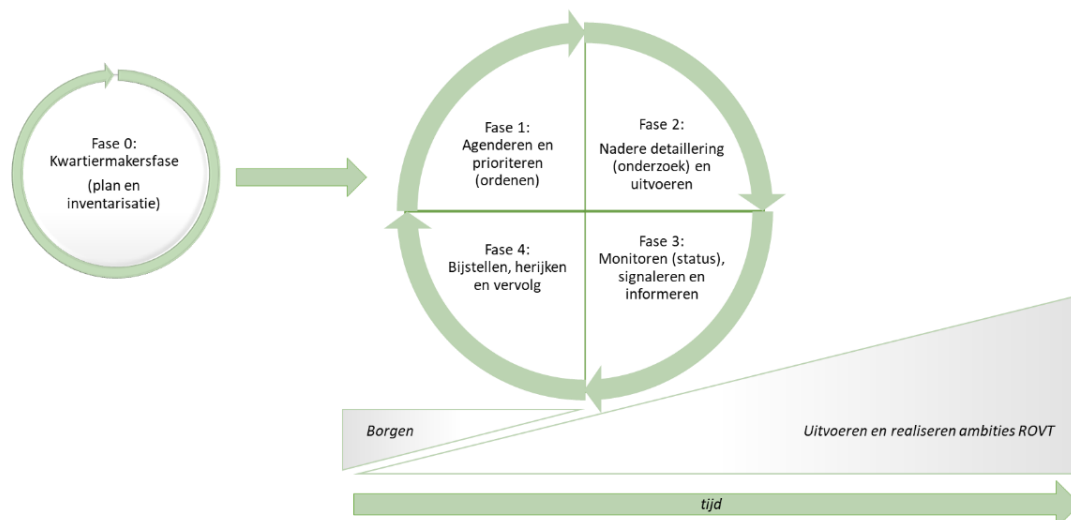 Fase 0:
Kwartiermakersfase
(plan en
inventarisatie)
Fase 1:
Agenderen en
prioriteren
(ordenen)
Fase 2:
Nadere detaillering
(onderzoek) en
uitvoeren
Fase 3:
Monitoren (status),
signaleren en
informeren
Fase 4:
Bijstellen, herijken
en vervolg
Borgen
Uitvoeren en realiseren ambities ROVT
tijd